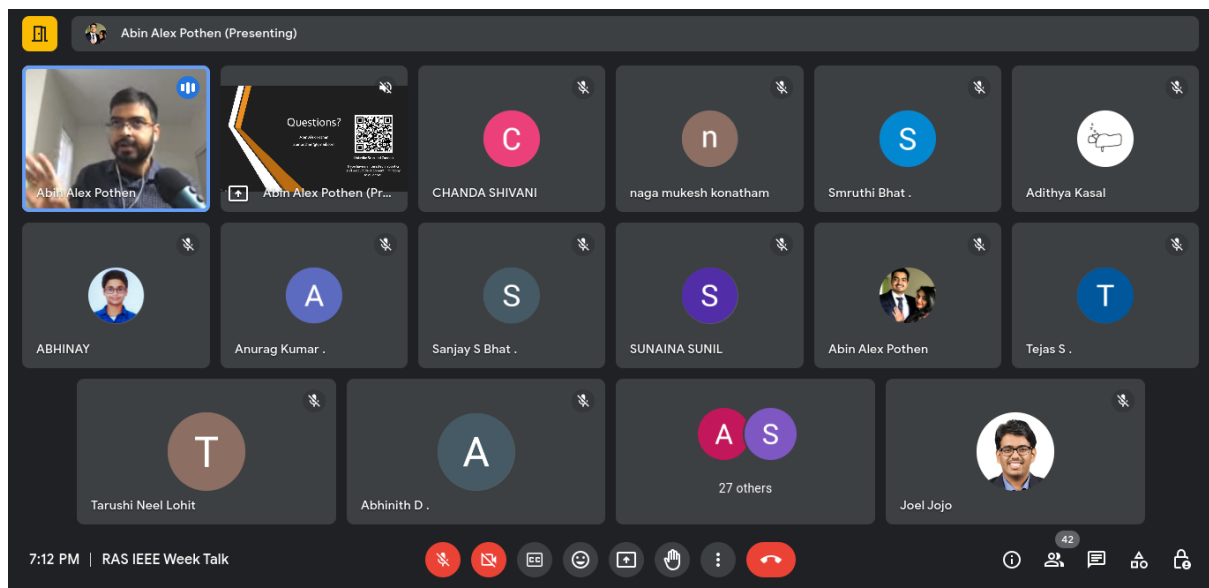 Abin Alex Pothen (Presenting)
Questions?
Abin Alex Pothen
Abin Alex Pothen (Pr...
C
CHANDA SHIVANI
n
naga mukesh konatham
S
Smruthi Bhat .
Adithya Kasal
ABHINAY
A
Anurag Kumar .
S
Sanjay S Bhat .
S
SUNAINA SUNIL
Abin Alex Pothen
T
Tejas S .
T
Tarushi Neel Lohit
A
Abhinith D .
A S
27 others
Joel Jojo
7:12 PM | RAS IEEE Week Talk
CC
42